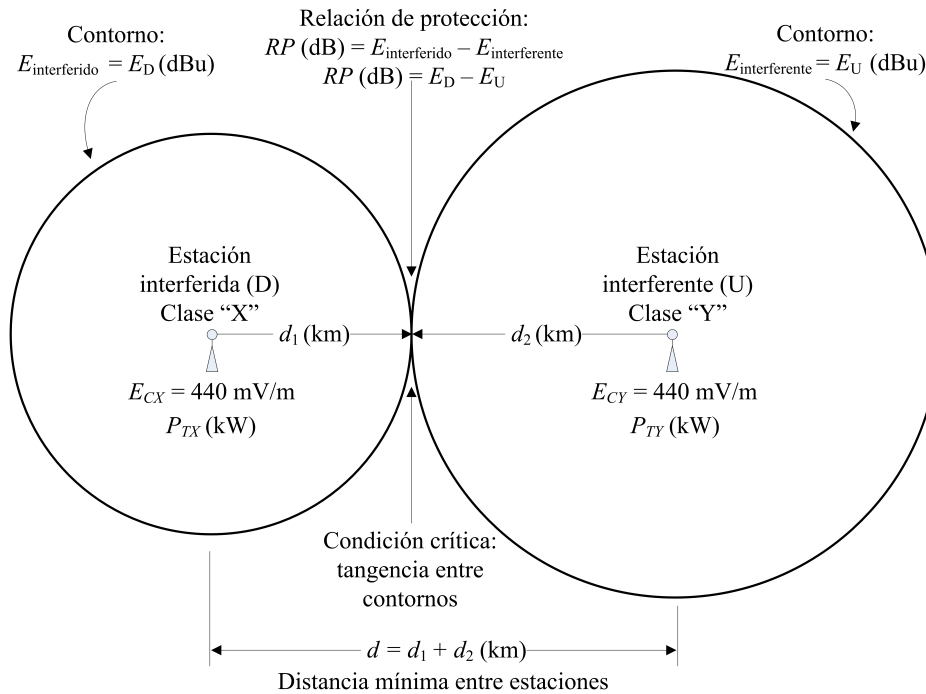 Contorno:
E_interferido = E_D (dBu)
Relación de protección:
RP (dB) = E_interferido – E_interferente
RP (dB) = E_D – E_U
Contorno:
E_interferente = E_U (dBu)
Estación
interferida (D)
Clase “X”
d_1 (km)
E_CX = 440 mV/m
P_TX (kW)
Estación
interferente (U)
Clase “Y”
d_2 (km)
E_CY = 440 mV/m
P_TY (kW)
Condición crítica:
tangencia entre
contornos
d = d_1 + d_2 (km)
Distancia mínima entre estaciones